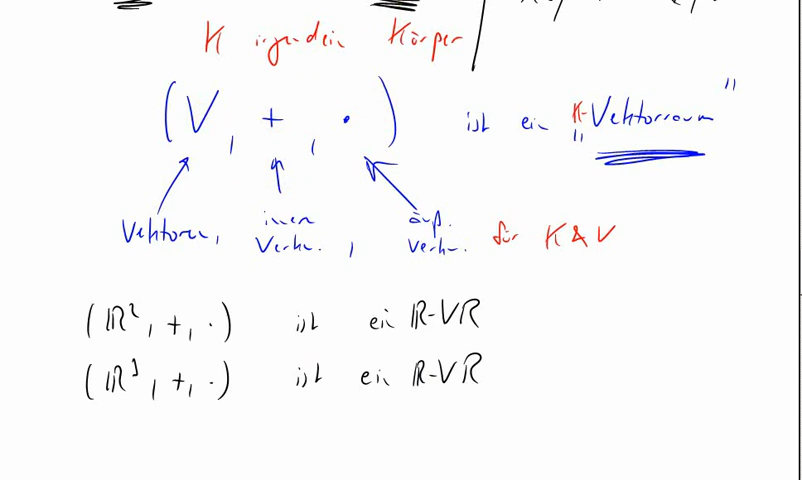 K irgendein Körper
(V, +, ·) ist ein "K-Vektorraum"
Vektoren, innere Verkn., äuß. Verkn. für K & V
(ℝ², +, ·) ist ein ℝ-VR
(ℝ³, +, ·) ist ein ℝ-VR